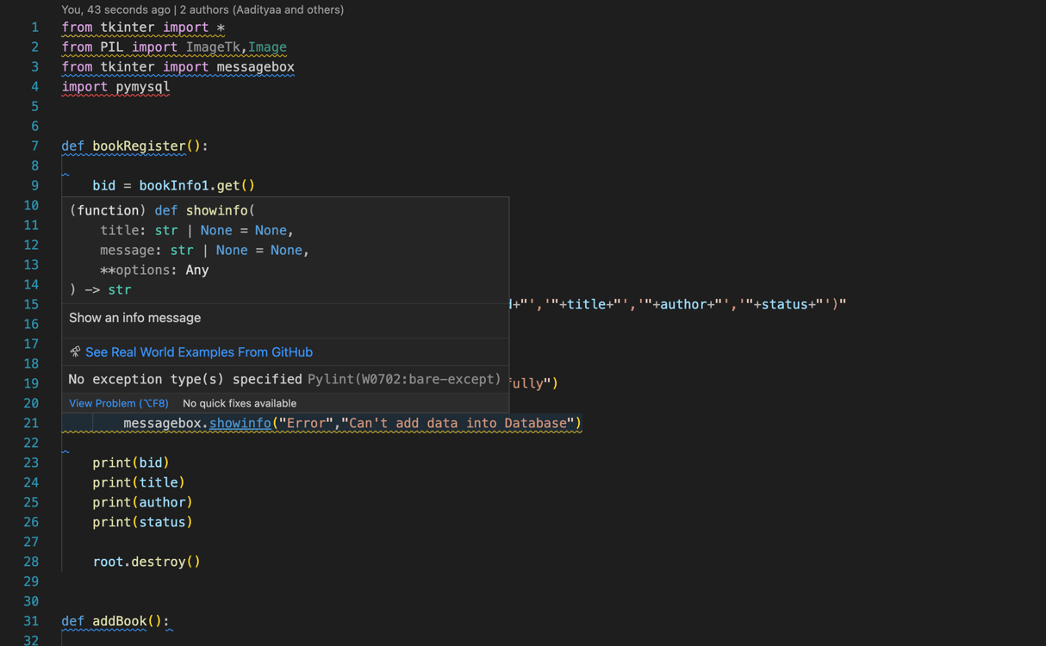 You, 43 seconds ago | 2 authors (Aadityaa and others)
1 from tkinter import *
2 from PIL import ImageTk,Image
3 from tkinter import messagebox
4 import pymysql
5
6
7 def bookRegister():
8
9 bid = bookInfo1.get()
10 (function) def showinfo(
11 title: str | None = None,
12 message: str | None = None,
13 **options: Any
14 ) -> str
15 +"','"+title+"','"+author+"','"+status+"')"
16 Show an info message
17
18 See Real World Examples From GitHub
19 No exception type(s) specified Pylint(W0702:bare-except) fully")
20 View Problem (⌥F8) No quick fixes available
21 messagebox.showinfo("Error","Can't add data into Database")
22
23 print(bid)
24 print(title)
25 print(author)
26 print(status)
27
28 root.destroy()
29
30
31 def addBook():
32